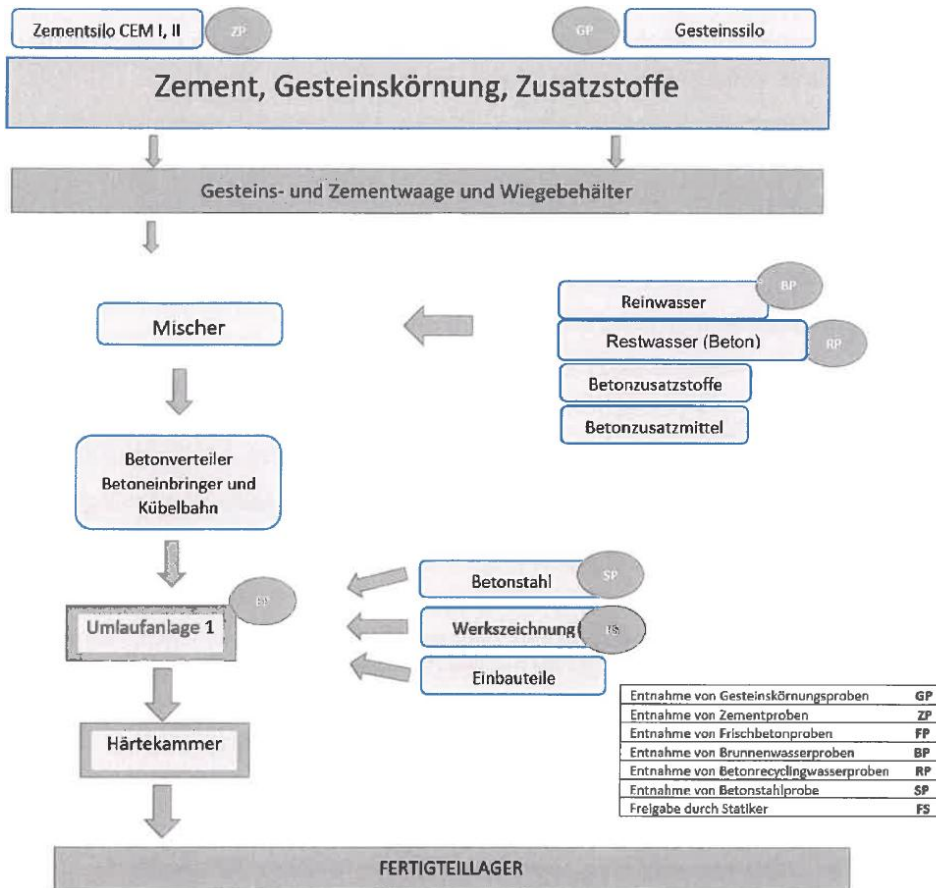 Zementsilo CEM I, II
ZP
GP
Gesteinssilo
Zement, Gesteinskörnung, Zusatzstoffe
Gesteins- und Zementwaage und Wiegebehälter
BP
Reinwasser
Mischer
Restwasser (Beton)
RP
Betonzusatzstoffe
Betonzusatzmittel
Betonverteiler
Betoneinbringer und
Kübelbahn
Betonstahl
SP
Umlaufanlage 1
Werkszeichnung
FS
Einbauteile
Härtekammer
Entnahme von Gesteinskörnungsproben GP
Entnahme von Zementproben ZP
Entnahme von Frischbetonproben FP
Entnahme von Brunnenwasserproben BP
Entnahme von Betonrecyclingwasserproben RP
Entnahme von Betonstahlprobe SP
Freigabe durch Statiker FS
FERTIGTEILLAGER